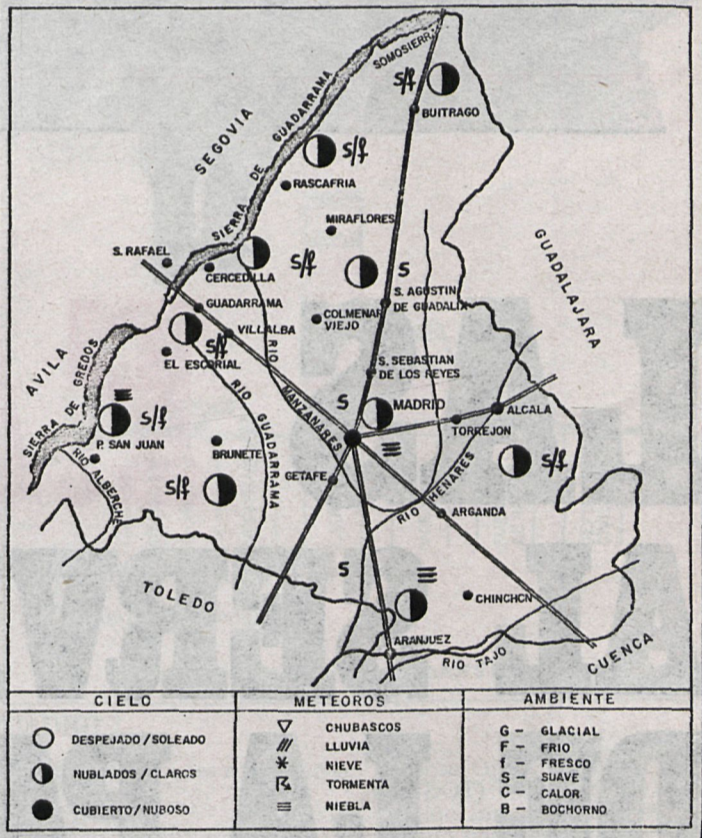 SOMOSIERR
S/f
BUITRAGO
SEGOVIA
SIERRA DE GUADARRAMA
S/f
RASCAFRIA
MIRAFLORES
S. RAFAEL
CERCEDILLA
S/f
S
GUADALAJARA
GUADARRAMA
S. AGUSTIN
DE GUADALIX
COLMENAR
VIEJO
VILLALBA
S/f
EL ESCORIAL
RIO MANZANARES
S. SEBASTIAN
DE LOS REYES
AVILA
SIERRA DE GREDOS
RIO GUADARRAMA
S
MADRID
ALCALA
TORREJON
S/f
P. SAN JUAN
BRUNETE
RIO ALBERCHE
S/f
GETAFE
RIO HENARES
S/f
ARGANDA
S
TOLEDO
CHINCHCN
ARANJUEZ
RIO TAJO
CUENCA
CIELO
DESPEJADO/SOLEADO
NUBLADOS/CLAROS
CUBIERTO/NUBOSO
METEOROS
CHUBASCOS
LLUVIA
NIEVE
TORMENTA
NIEBLA
AMBIENTE
G - GLACIAL
F - FRIO
f - FRESCO
S - SUAVE
C - CALOR
B - BOCHORNO